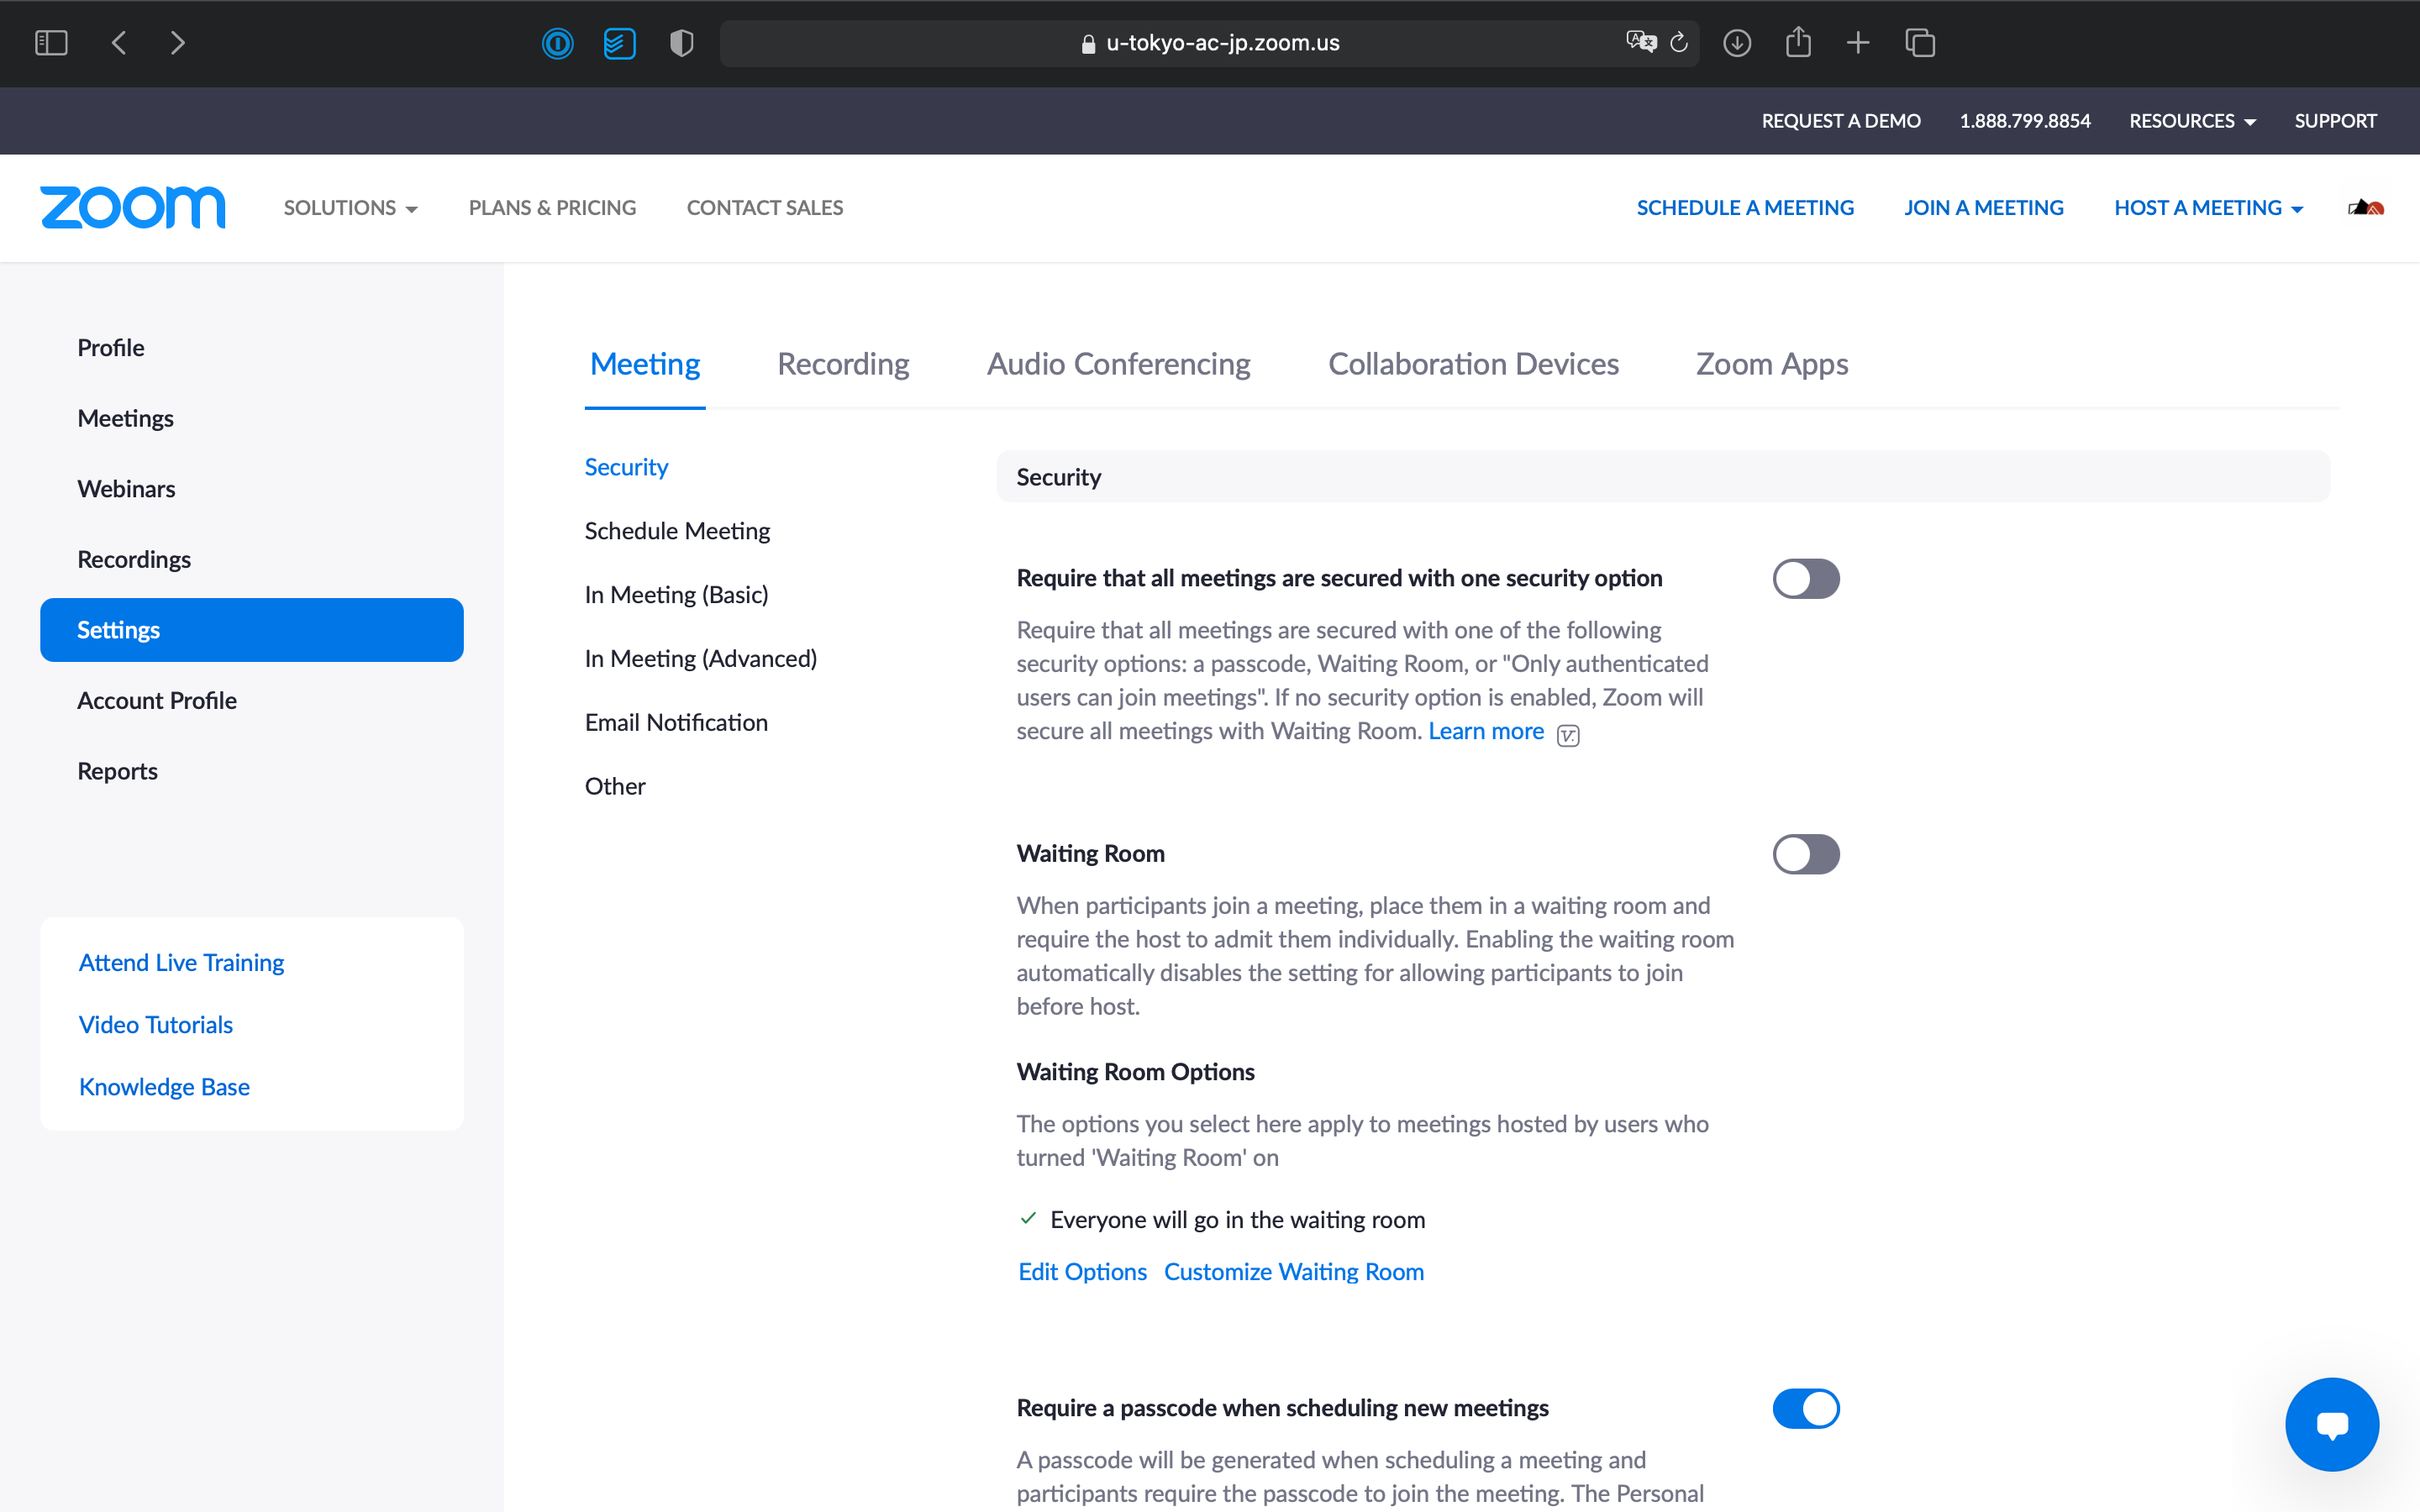 u-tokyo-ac-jp.zoom.us
REQUEST A DEMO 1.888.799.8854 RESOURCES SUPPORT
zoom SOLUTIONS PLANS & PRICING CONTACT SALES SCHEDULE A MEETING JOIN A MEETING HOST A MEETING
Profile
Meetings
Webinars
Recordings
Settings
Account Profile
Reports
Attend Live Training
Video Tutorials
Knowledge Base
Meeting Recording Audio Conferencing Collaboration Devices Zoom Apps
Security
Schedule Meeting
In Meeting (Basic)
In Meeting (Advanced)
Email Notification
Other
Security
Require that all meetings are secured with one security option
Require that all meetings are secured with one of the following
security options: a passcode, Waiting Room, or "Only authenticated
users can join meetings". If no security option is enabled, Zoom will
secure all meetings with Waiting Room. Learn more
Waiting Room
When participants join a meeting, place them in a waiting room and
require the host to admit them individually. Enabling the waiting room
automatically disables the setting for allowing participants to join
before host.
Waiting Room Options
The options you select here apply to meetings hosted by users who
turned 'Waiting Room' on
Everyone will go in the waiting room
Edit Options Customize Waiting Room
Require a passcode when scheduling new meetings
A passcode will be generated when scheduling a meeting and
participants require the passcode to join the meeting. The Personal